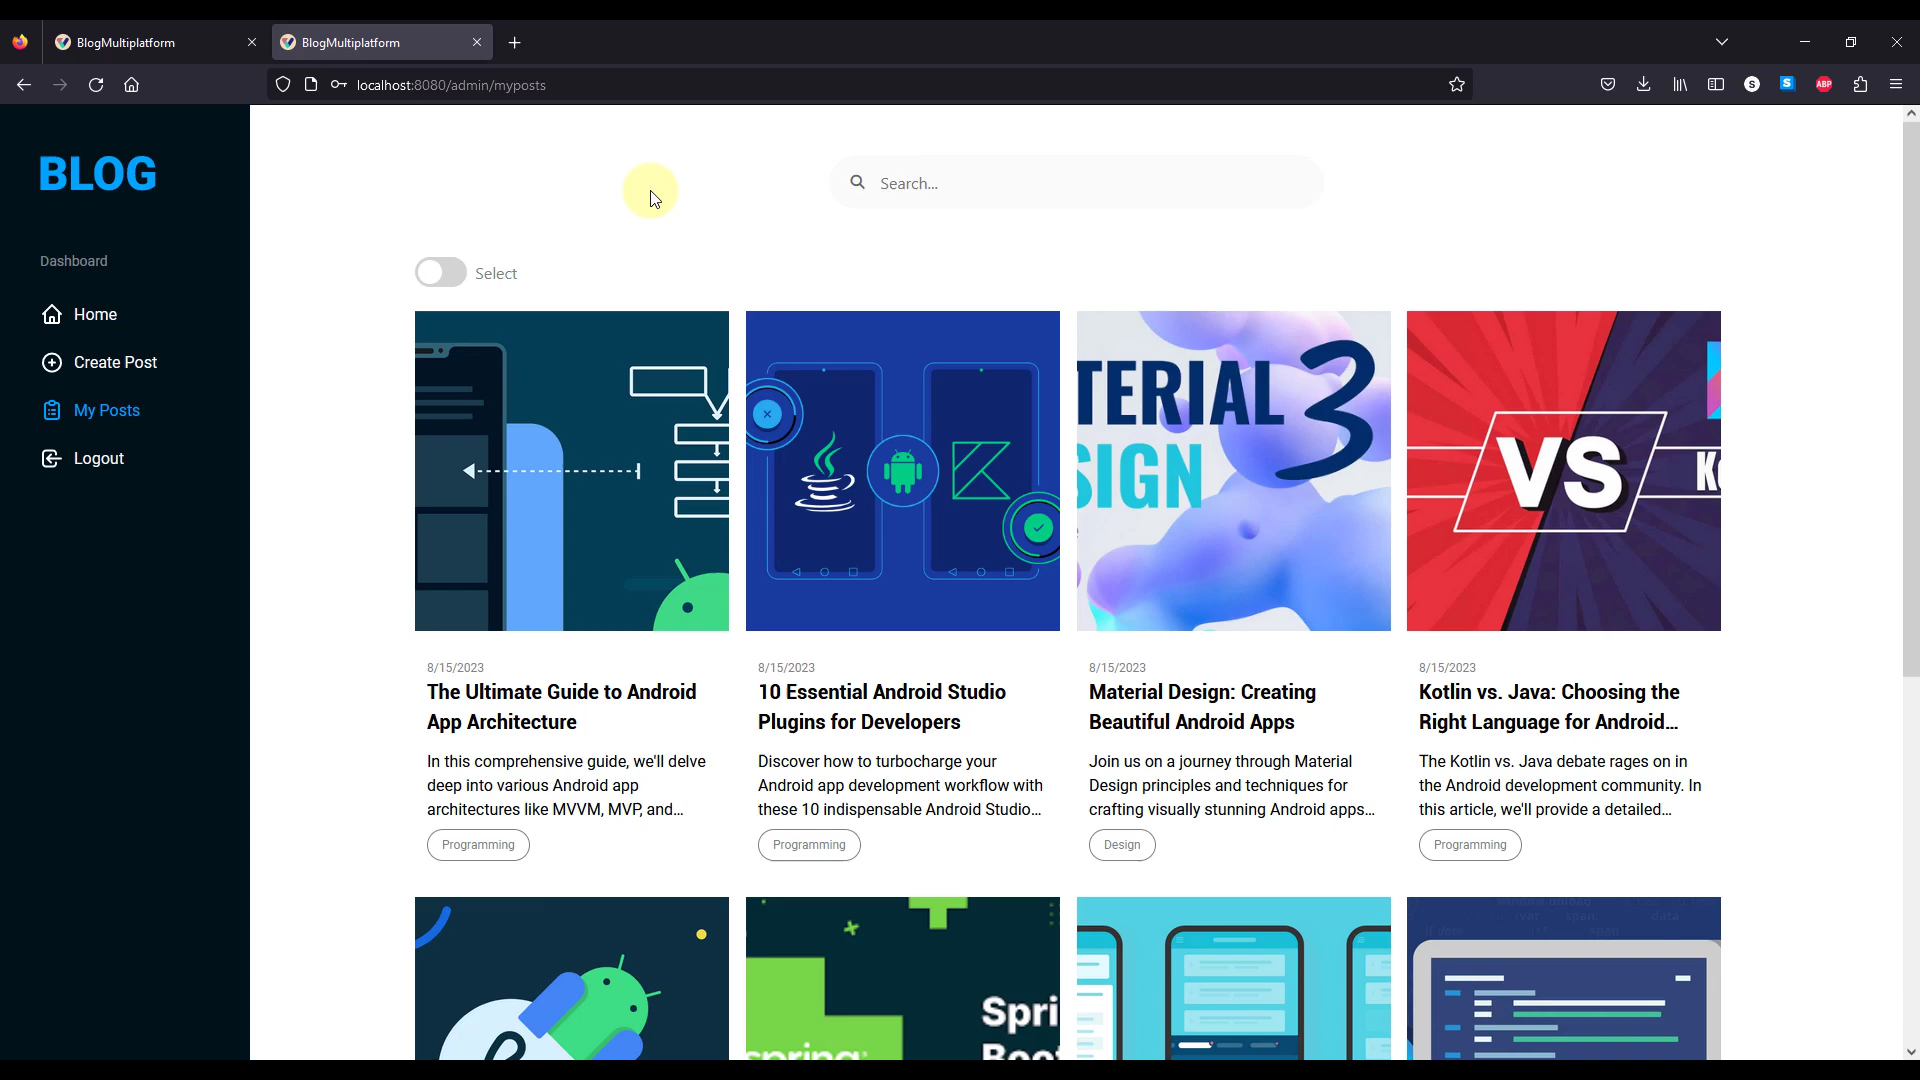 BlogMultiplatform
BlogMultiplatform
localhost:8080/admin/myposts
S
S
ABP
BLOG
Search...
Dashboard
Home
Create Post
My Posts
Logout
Select
TERIAL 3
SIGN
VS
8/15/2023
The Ultimate Guide to Android
App Architecture
In this comprehensive guide, we'll delve
deep into various Android app
architectures like MVVM, MVP, and...
Programming
8/15/2023
10 Essential Android Studio
Plugins for Developers
Discover how to turbocharge your
Android app development workflow with
these 10 indispensable Android Studio...
Programming
8/15/2023
Material Design: Creating
Beautiful Android Apps
Join us on a journey through Material
Design principles and techniques for
crafting visually stunning Android apps...
Design
8/15/2023
Kotlin vs. Java: Choosing the
Right Language for Android...
The Kotlin vs. Java debate rages on in
the Android development community. In
this article, we'll provide a detailed...
Programming
Spri
Boot
spring